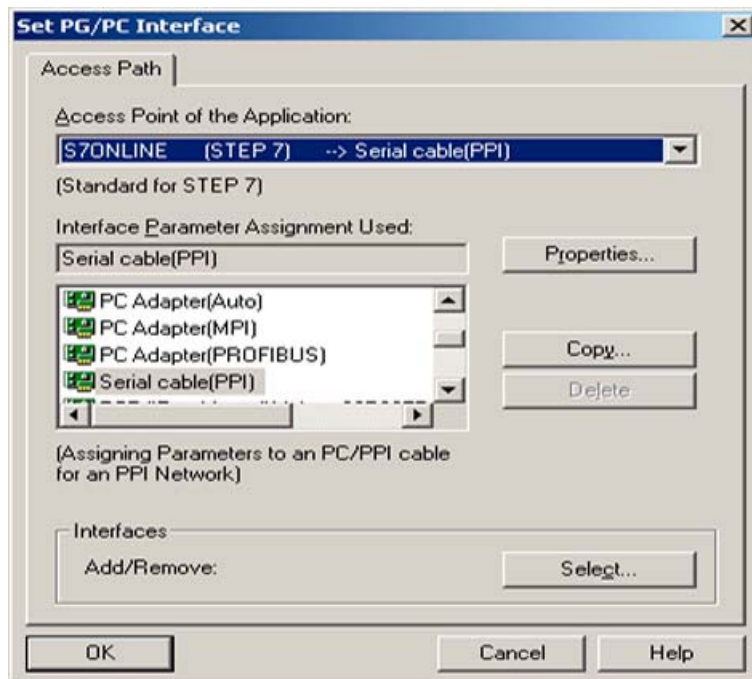 Set PG/PC Interface
Access Path
Access Point of the Application:
S7ONLINE (STEP 7) --> Serial cable(PPI)
(Standard for STEP 7)
Interface Parameter Assignment Used:
Serial cable(PPI)
Properties...
PC Adapter(Auto)
PC Adapter(MPI)
PC Adapter(PROFIBUS)
Serial cable(PPI)
Copy...
Delete
(Assigning Parameters to an PC/PPI cable
for an PPI Network)
Interfaces
Add/Remove:
Select...
OK
Cancel
Help